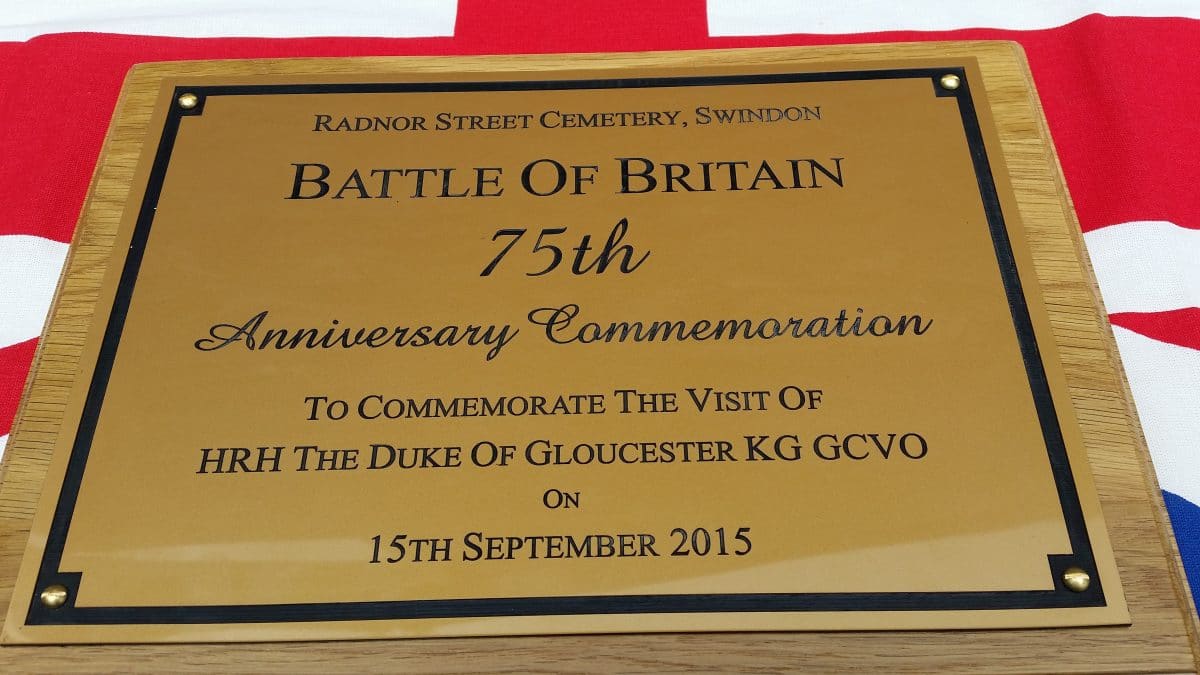 Radnor Street Cemetery, Swindon
Battle Of Britain
75th
Anniversary Commemoration
To Commemorate The Visit Of
HRH The Duke Of Gloucester KG GCVO
On
15th September 2015